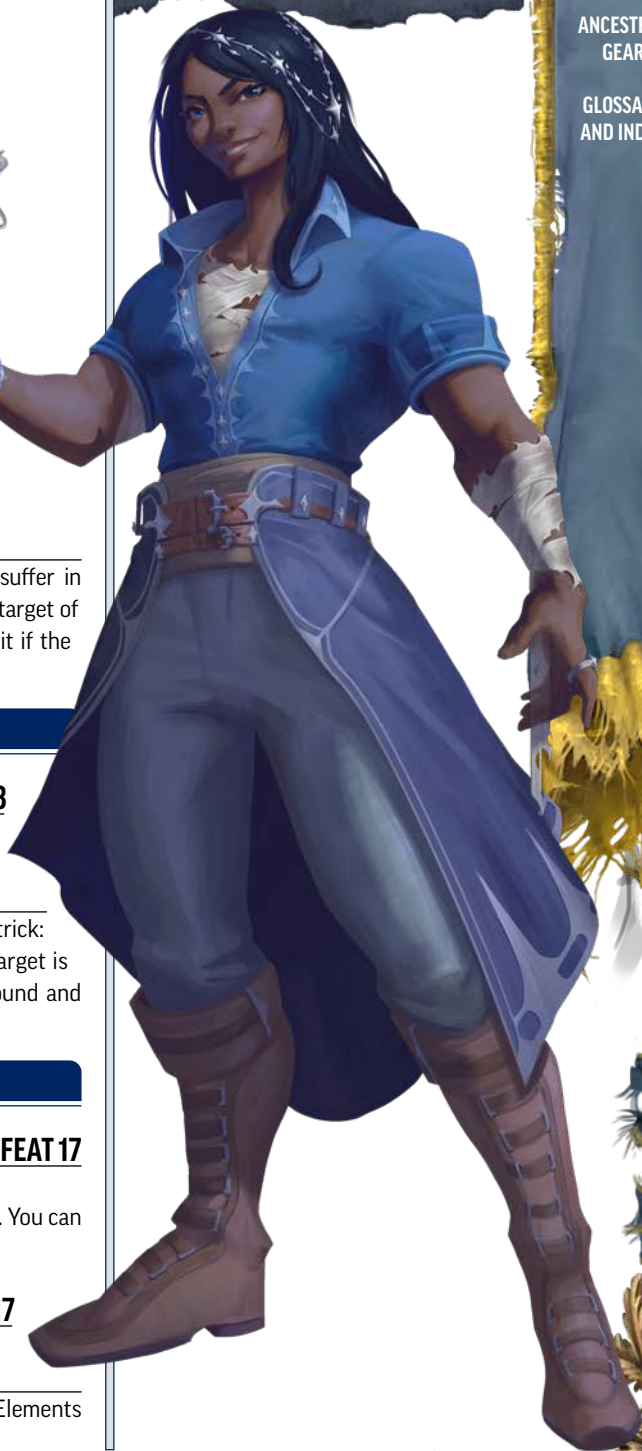 suffer in
target of
it if the
trick:
arget is
ound and
FEAT 17
. You can
7
Elements
ANCEST
GEAR
GLOSSA
AND IND